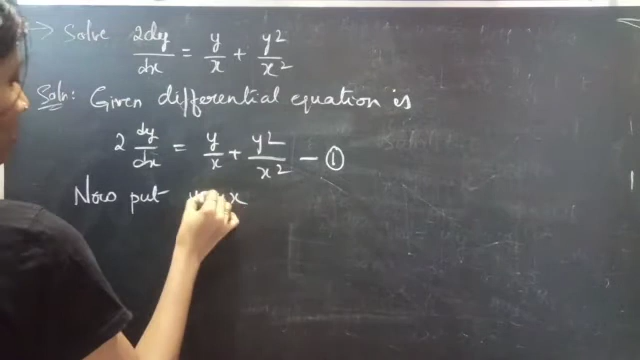 → Solve 2dy/dx = y/x + y2/x2
Soln: Given differential equation is
2 dy/dx = y/x + y2/x2 — ①
Now put